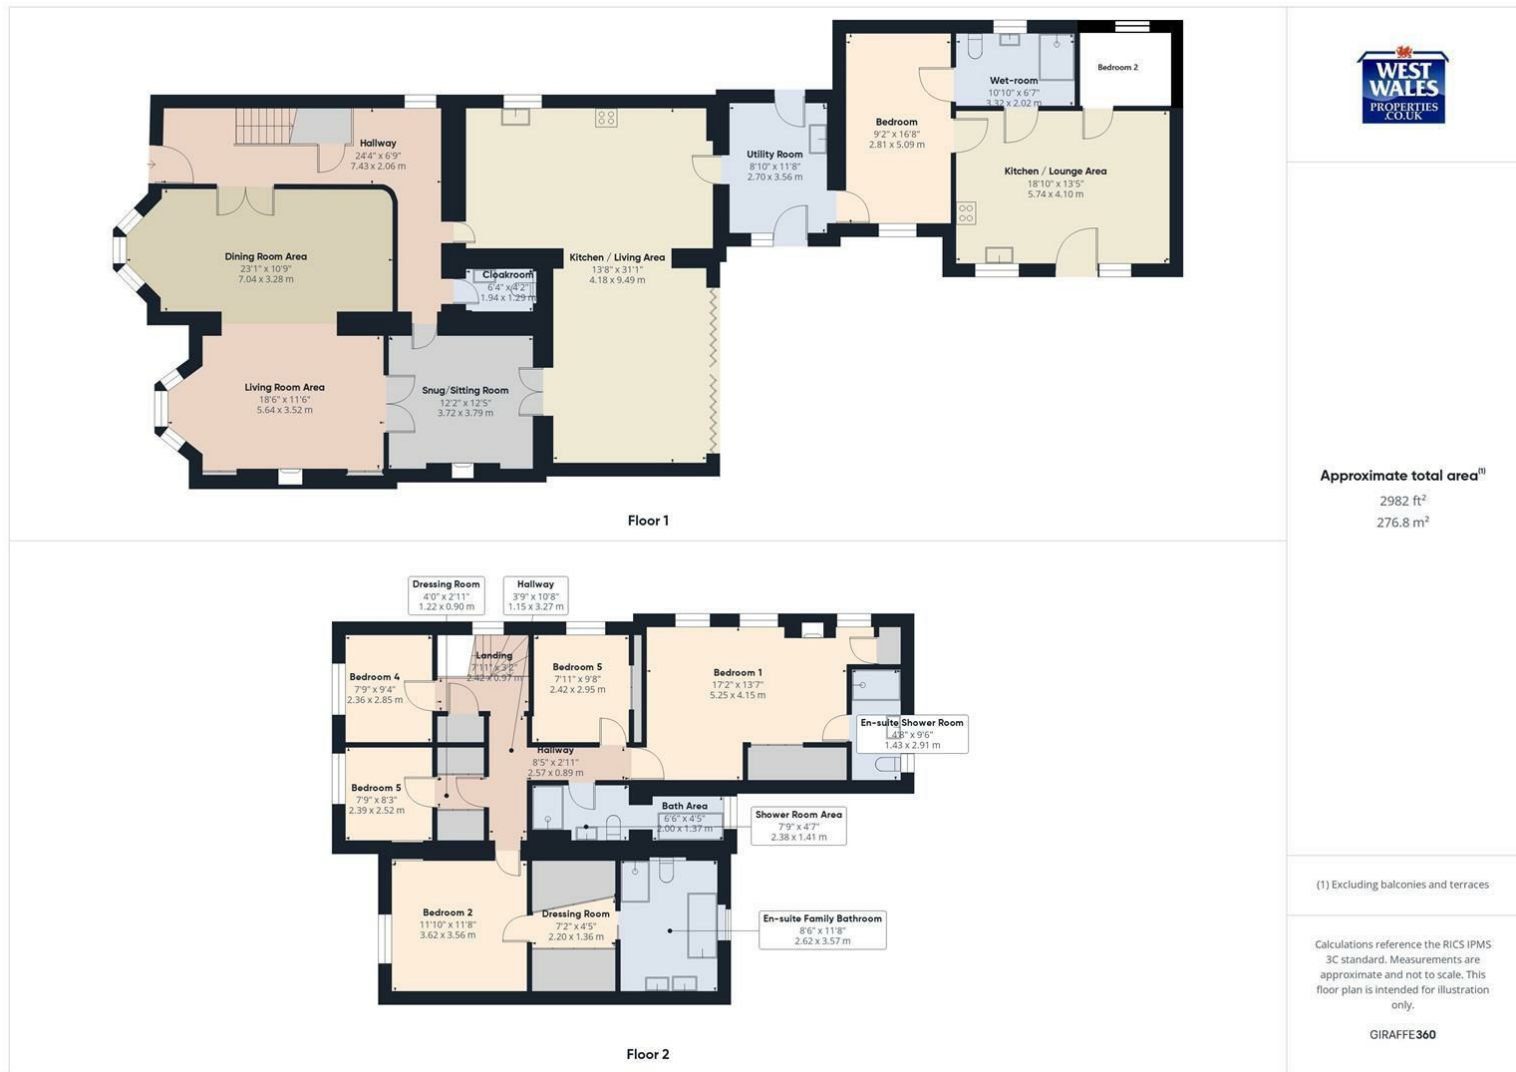 Hallway
24'4" x 6'9"
7.43 x 2.06 m
Dining Room Area
23'1" x 10'9"
7.04 x 3.28 m
Living Room Area
18'6" x 11'6"
5.64 x 3.52 m
Cloakroom
6'4" x 4'2"
1.94 x 1.29 m
Snug/Sitting Room
12'2" x 12'5"
3.72 x 3.79 m
Kitchen / Living Area
13'8" x 31'1"
4.18 x 9.49 m
Utility Room
8'10" x 11'8"
2.70 x 3.56 m
Bedroom
9'2" x 16'8"
2.81 x 5.09 m
Wet-room
10'10" x 6'7"
3.32 x 2.02 m
Bedroom 2
Kitchen / Lounge Area
18'10" x 13'5"
5.74 x 4.10 m
Floor 1
Dressing Room
4'0" x 2'11"
1.22 x 0.90 m
Hallway
3'9" x 10'8"
1.15 x 3.27 m
Landing
7'11" x 3'2"
2.42 x 0.97 m
Bedroom 4
7'9" x 9'4"
2.36 x 2.85 m
Bedroom 5
7'11" x 9'8"
2.42 x 2.95 m
Bedroom 1
17'2" x 13'7"
5.25 x 4.15 m
En-suite Shower Room
4'8" x 9'6"
1.43 x 2.91 m
Hallway
8'5" x 2'11"
2.57 x 0.89 m
Bedroom 5
7'9" x 8'3"
2.39 x 2.52 m
Bath Area
6'6" x 4'5"
2.00 x 1.37 m
Shower Room Area
7'9" x 4'7"
2.38 x 1.41 m
Bedroom 2
11'10" x 11'8"
3.62 x 3.56 m
Dressing Room
7'2" x 4'5"
2.20 x 1.36 m
En-suite Family Bathroom
8'6" x 11'8"
2.62 x 3.57 m
Floor 2
WEST
WALES
PROPERTIES
.CO.UK
Approximate total area(1)
2982 ft²
276.8 m²
(1) Excluding balconies and terraces
Calculations reference the RICS IPMS
3C standard. Measurements are
approximate and not to scale. This
floor plan is intended for illustration
only.
GIRAFFE360